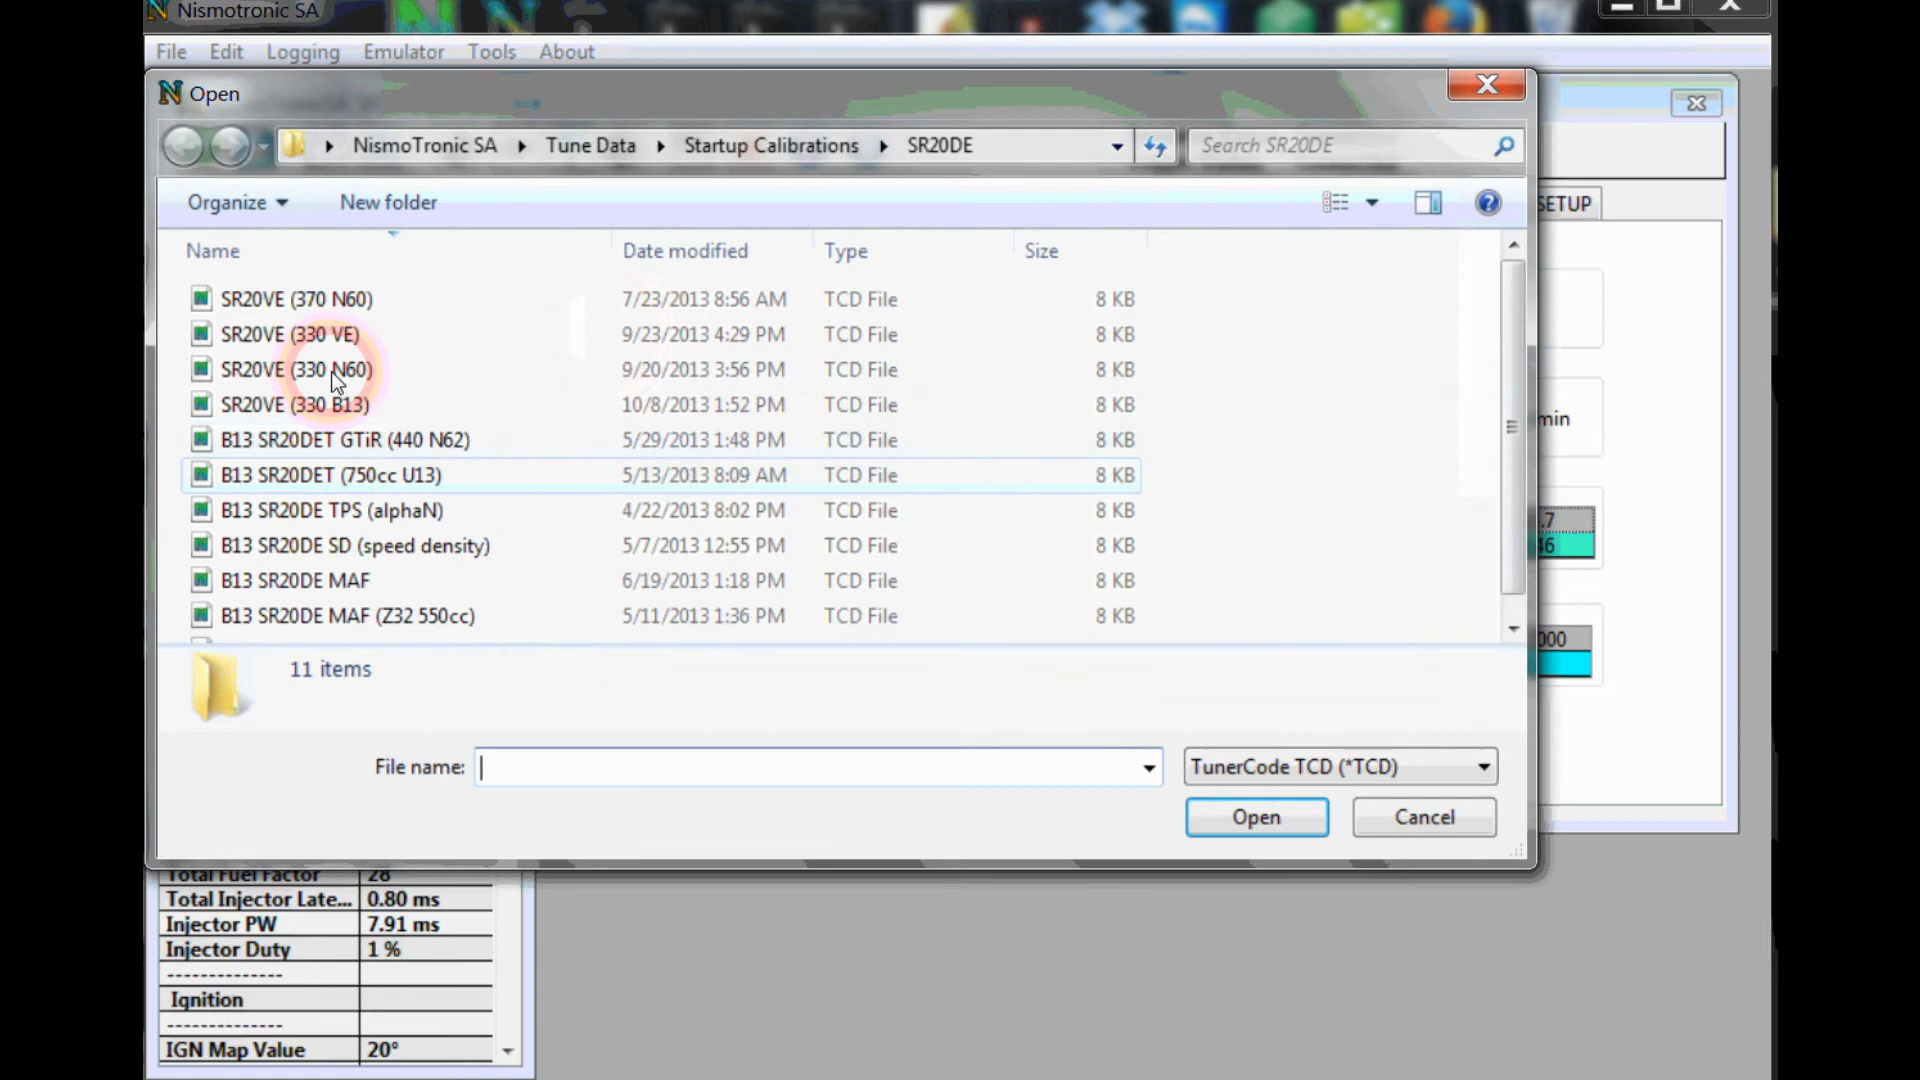 Nismotronic SA
File Edit Logging Emulator Tools About
Open
NismoTronic SA Tune Data Startup Calibrations SR20DE Search SR20DE
Organize New folder
SETUP
Name Date modified Type Size
SR20VE (370 N60) 7/23/2013 8:56 AM TCD File 8 KB
SR20VE (330 VE) 9/23/2013 4:29 PM TCD File 8 KB
SR20VE (330 N60) 9/20/2013 3:56 PM TCD File 8 KB
SR20VE (330 B13) 10/8/2013 1:52 PM TCD File 8 KB
min
B13 SR20DET GTiR (440 N62) 5/29/2013 1:48 PM TCD File 8 KB
B13 SR20DET (750cc U13) 5/13/2013 8:09 AM TCD File 8 KB
B13 SR20DE TPS (alphaN) 4/22/2013 8:02 PM TCD File 8 KB
.7
B13 SR20DE SD (speed density) 5/7/2013 12:55 PM TCD File 8 KB
46
B13 SR20DE MAF 6/19/2013 1:18 PM TCD File 8 KB
B13 SR20DE MAF (Z32 550cc) 5/11/2013 1:36 PM TCD File 8 KB
000
11 items
File name: TunerCode TCD (*TCD)
Open Cancel
Total Fuel Factor 28
Total Injector Late... 0.80 ms
Injector PW 7.91 ms
Injector Duty 1 %
--------------
Ignition
--------------
IGN Map Value 20°